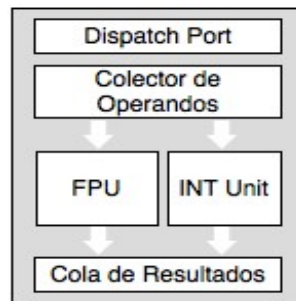 Dispatch Port
Colector de
Operandos
FPU
INT Unit
Cola de Resultados